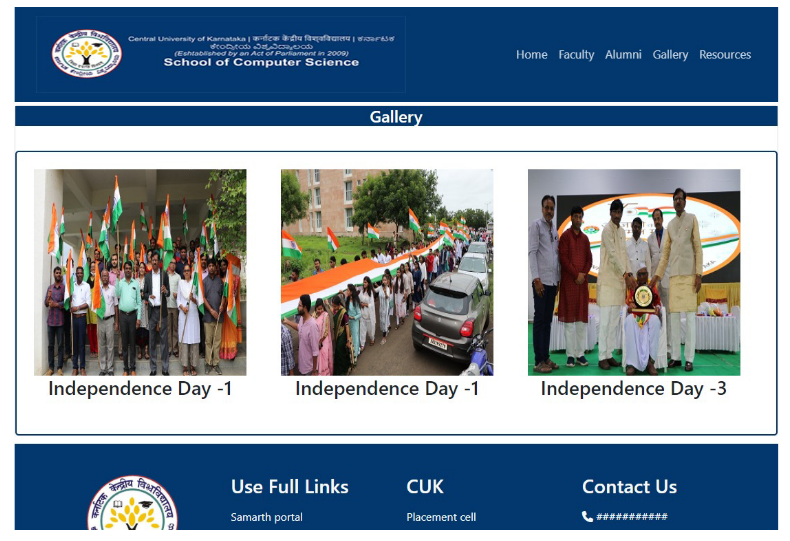 Central University of Karnataka | कर्नाटक केंद्रीय विश्वविद्यालय | ಕರ್ನಾಟಕ
ಕೇಂದ್ರೀಯ ವಿಶ್ವವಿದ್ಯಾಲಯ
(Eshtablished by an Act of Parliament in 2009)
School of Computer Science
Home Faculty Alumni Gallery Resources
Gallery
Independence Day -1 Independence Day -1 Independence Day -3
Use Full Links CUK Contact Us
Samarth portal Placement cell ###########